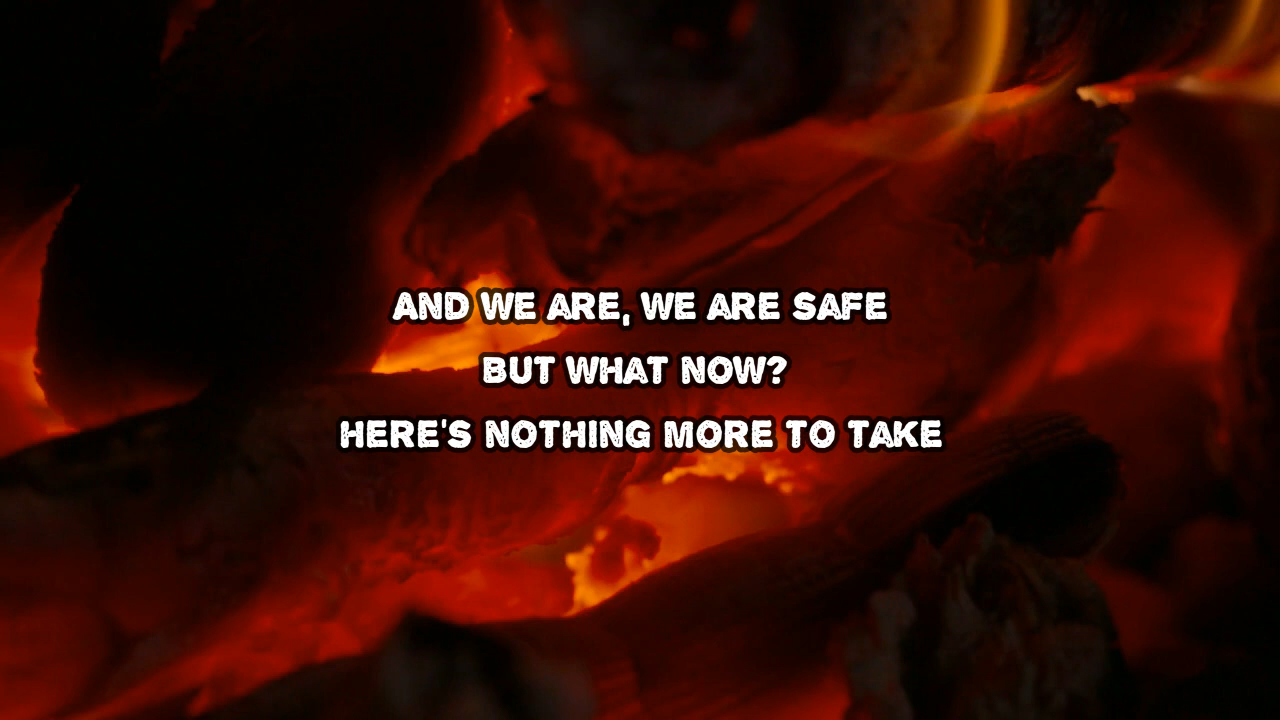 AND WE ARE, WE ARE SAFE
BUT WHAT NOW?
HERE'S NOTHING MORE TO TAKE